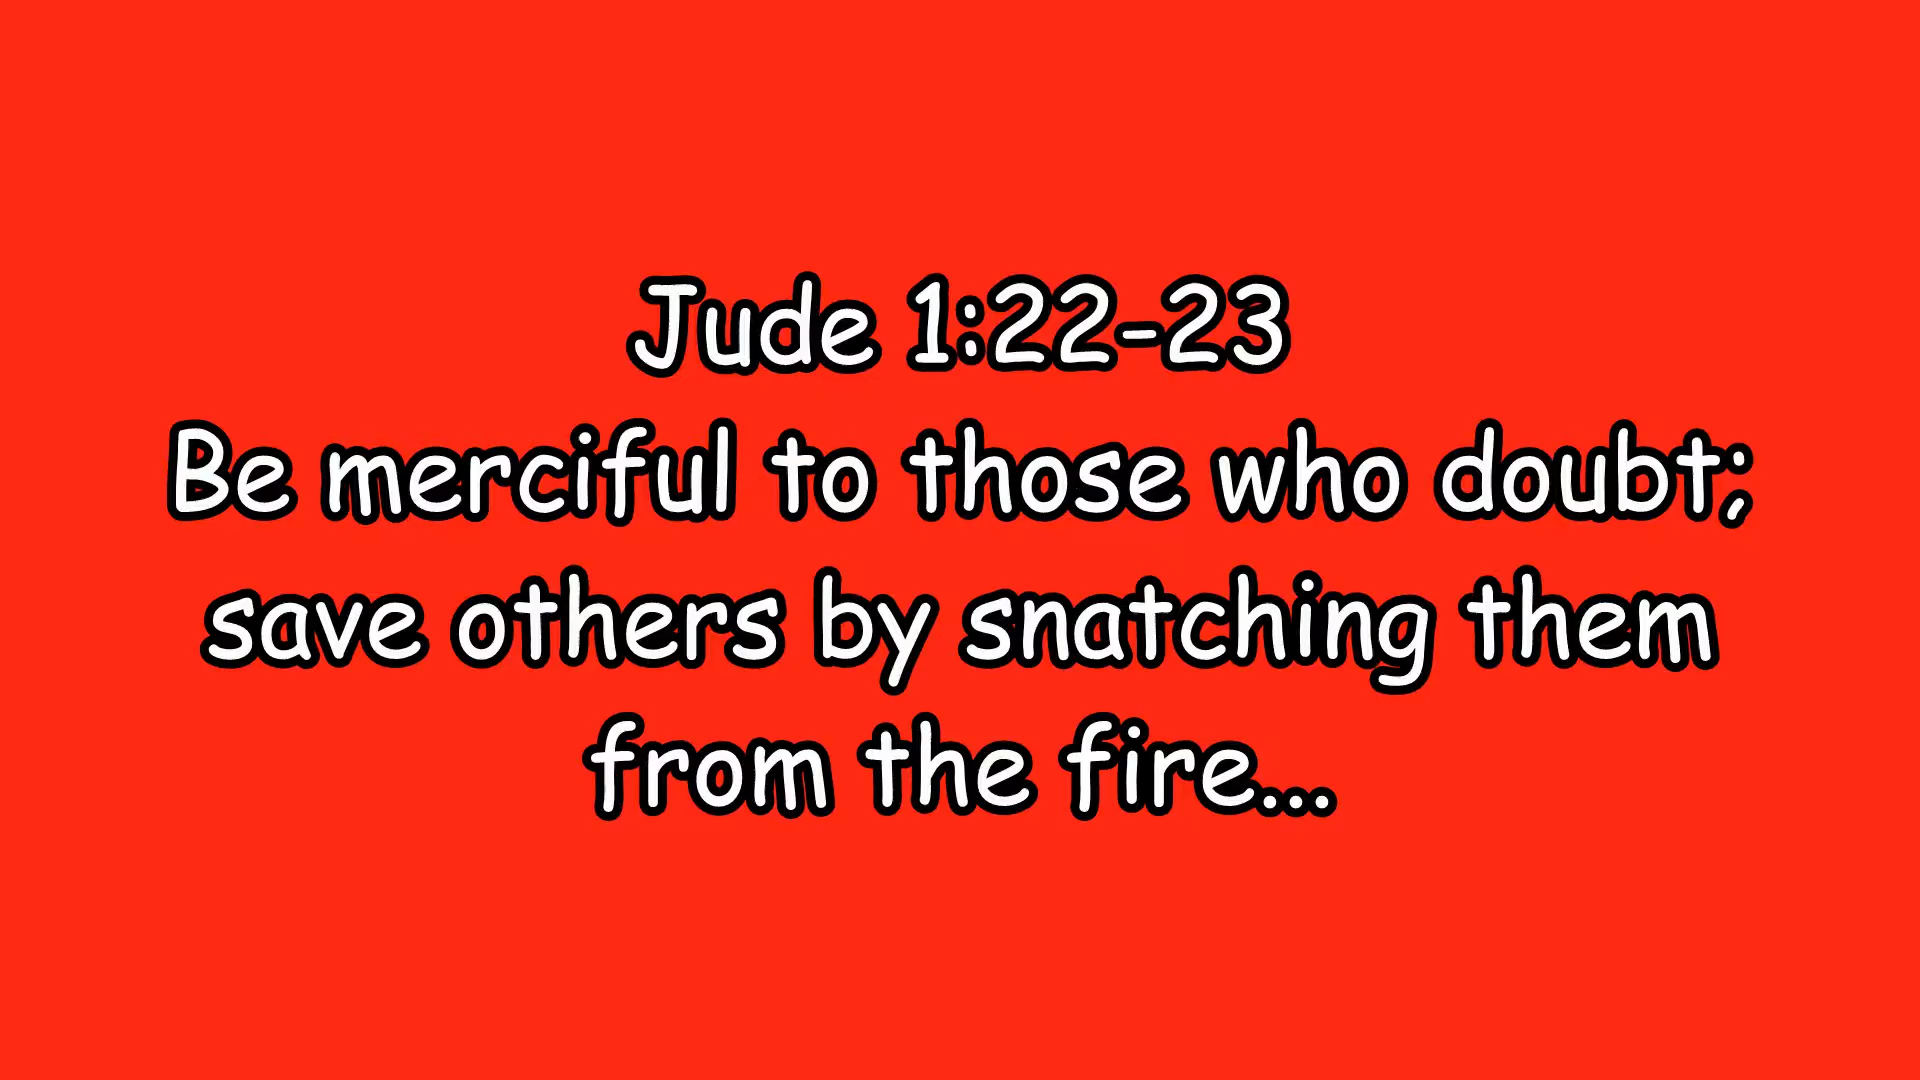 Jude 1:22-23
Be merciful to those who doubt;
save others by snatching them
from the fire...